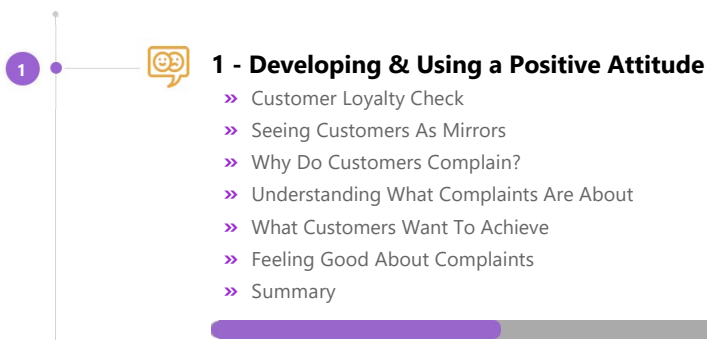 1
1 - Developing & Using a Positive Attitude
Customer Loyalty Check
Seeing Customers As Mirrors
Why Do Customers Complain?
Understanding What Complaints Are About
What Customers Want To Achieve
Feeling Good About Complaints
Summary